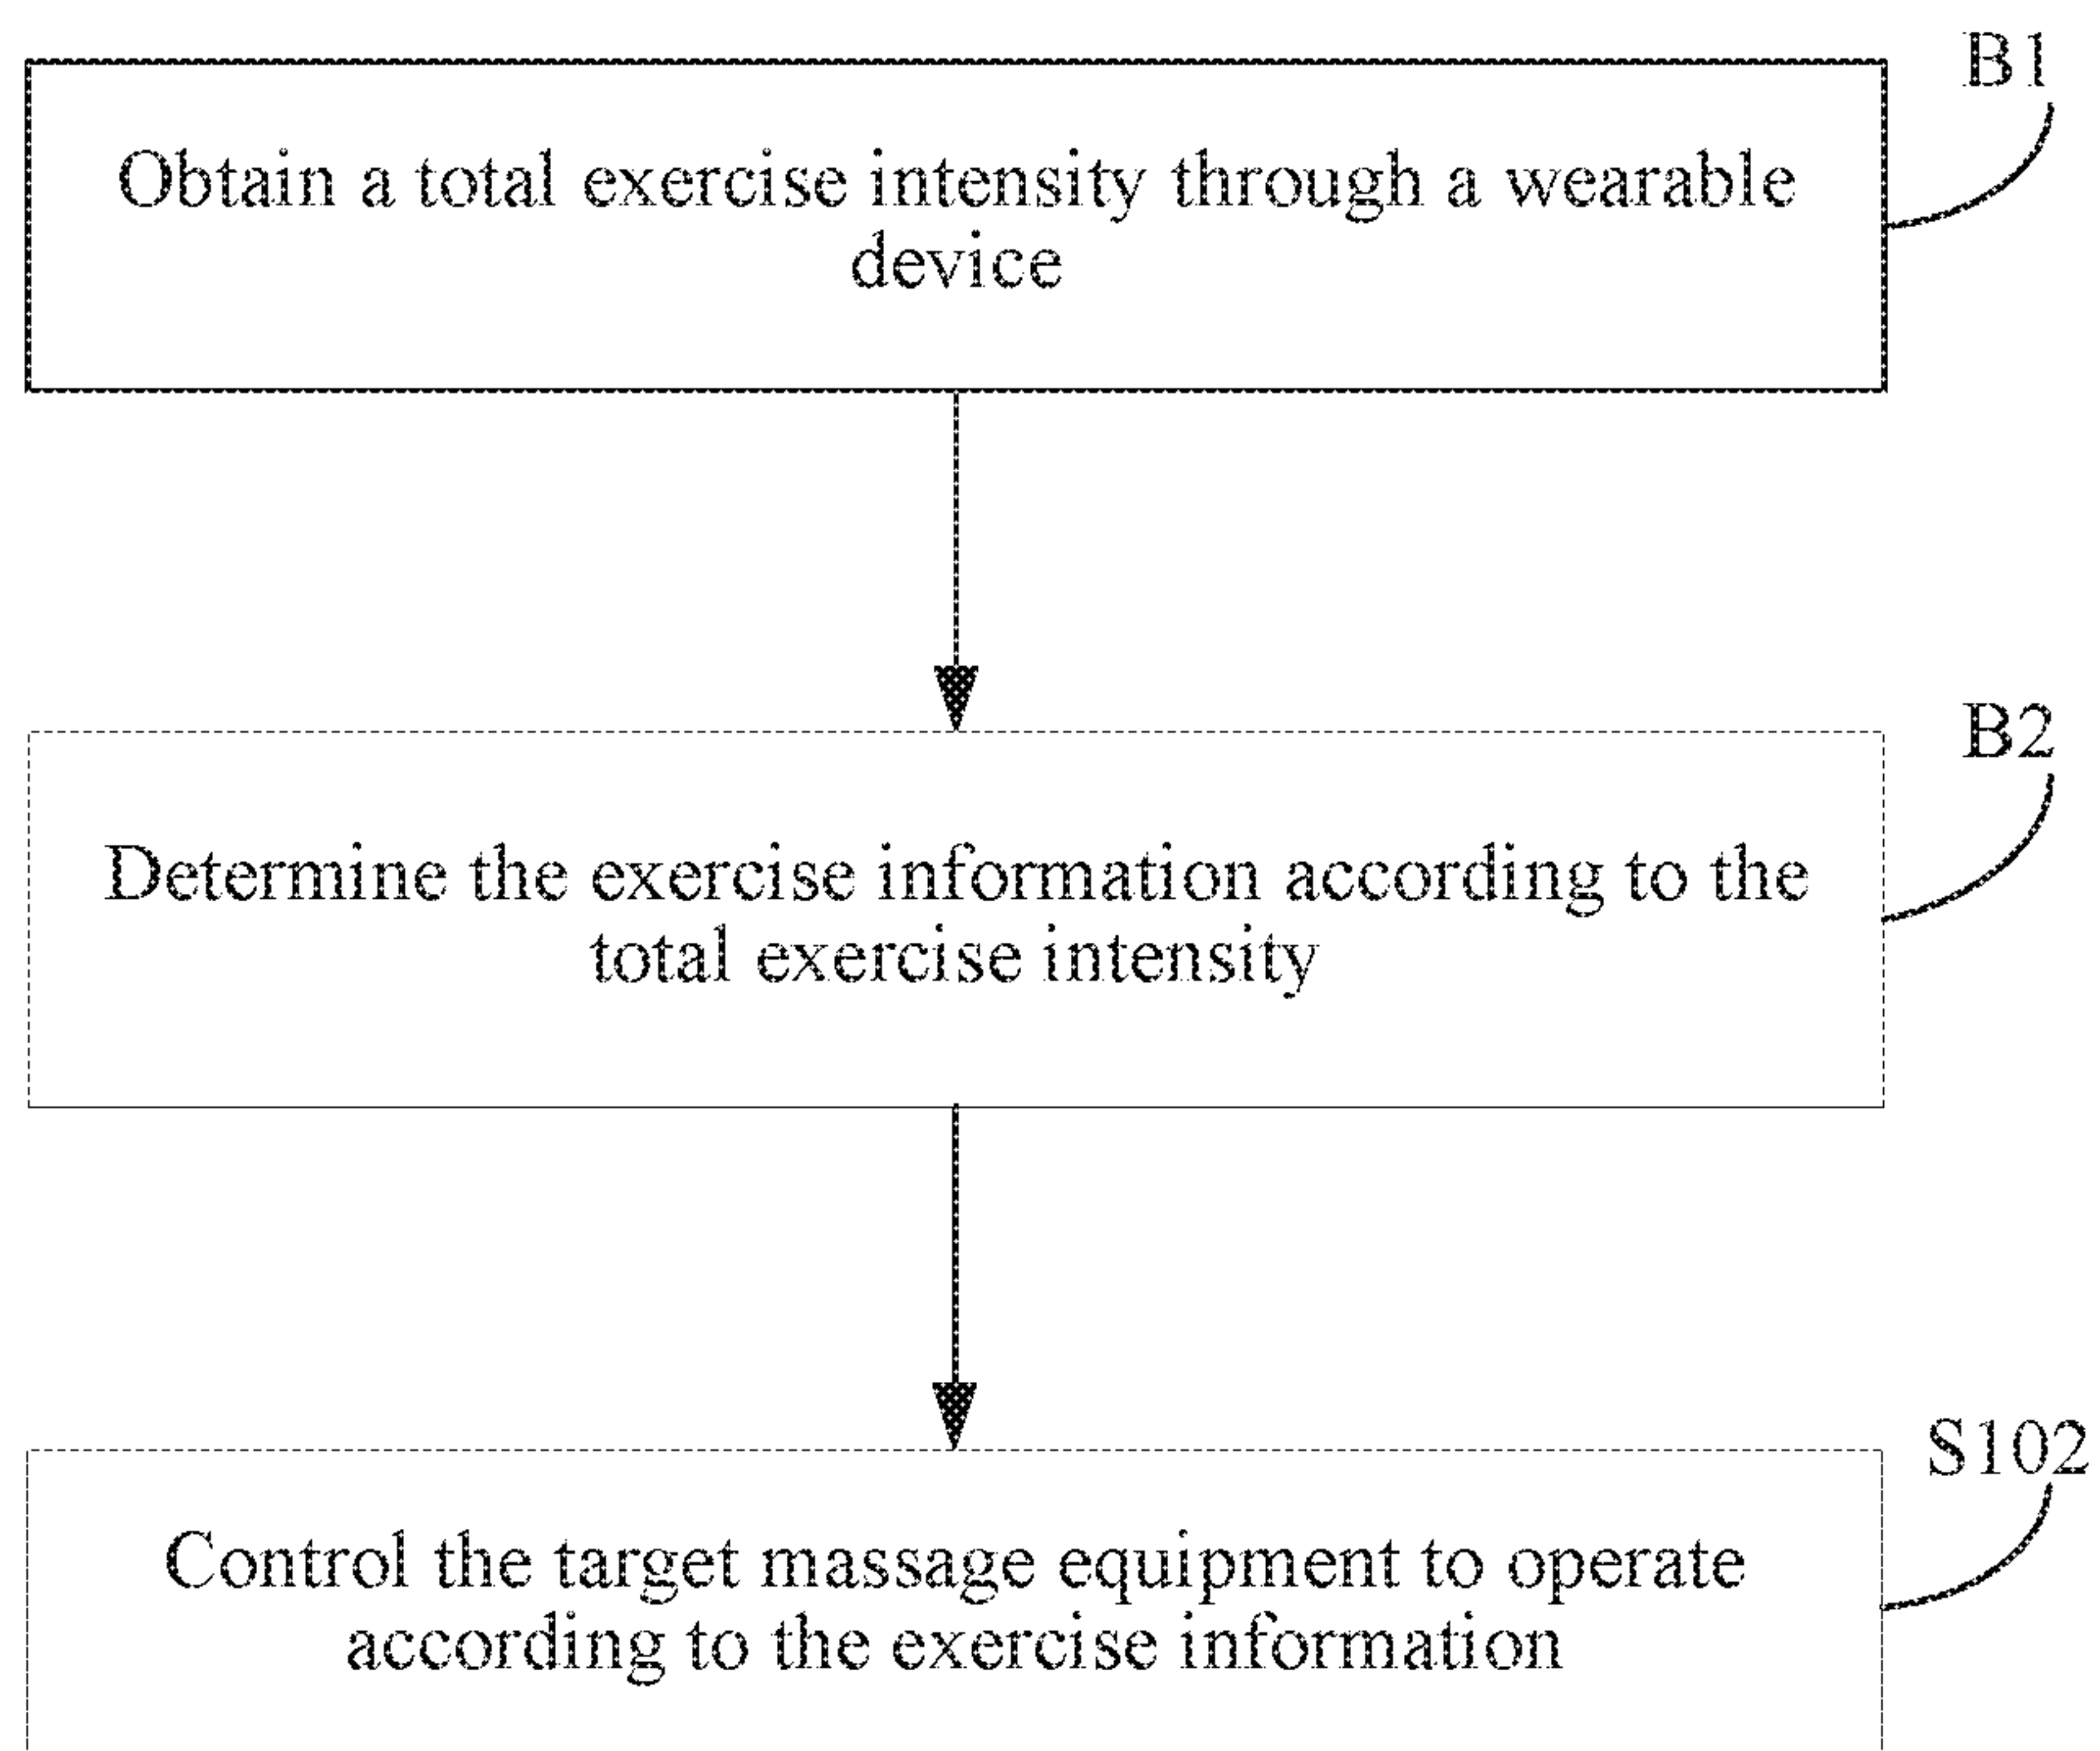 B1
Obtain a total exercise intensity through a wearable
device
B2
Determine the exercise information according to the
total exercise intensity
S102
Control the target massage equipment to operate
according to the exercise information